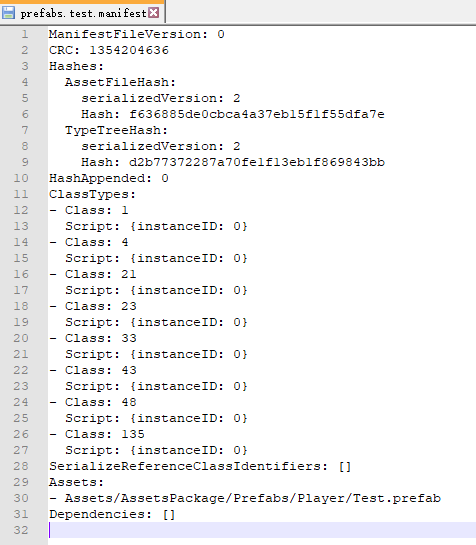 prefabs.test.manifest
1 ManifestFileVersion: 0
2 CRC: 1354204636
3 Hashes:
4   AssetFileHash:
5     serializedVersion: 2
6     Hash: f636885de0cbca4a37eb15f1f55dfa7e
7   TypeTreeHash:
8     serializedVersion: 2
9     Hash: d2b77372287a70fe1f13eb1f869843bb
10 HashAppended: 0
11 ClassTypes:
12 - Class: 1
13   Script: {instanceID: 0}
14 - Class: 4
15   Script: {instanceID: 0}
16 - Class: 21
17   Script: {instanceID: 0}
18 - Class: 23
19   Script: {instanceID: 0}
20 - Class: 33
21   Script: {instanceID: 0}
22 - Class: 43
23   Script: {instanceID: 0}
24 - Class: 48
25   Script: {instanceID: 0}
26 - Class: 135
27   Script: {instanceID: 0}
28 SerializeReferenceClassIdentifiers: []
29 Assets:
30 - Assets/AssetsPackage/Prefabs/Player/Test.prefab
31 Dependencies: []
32